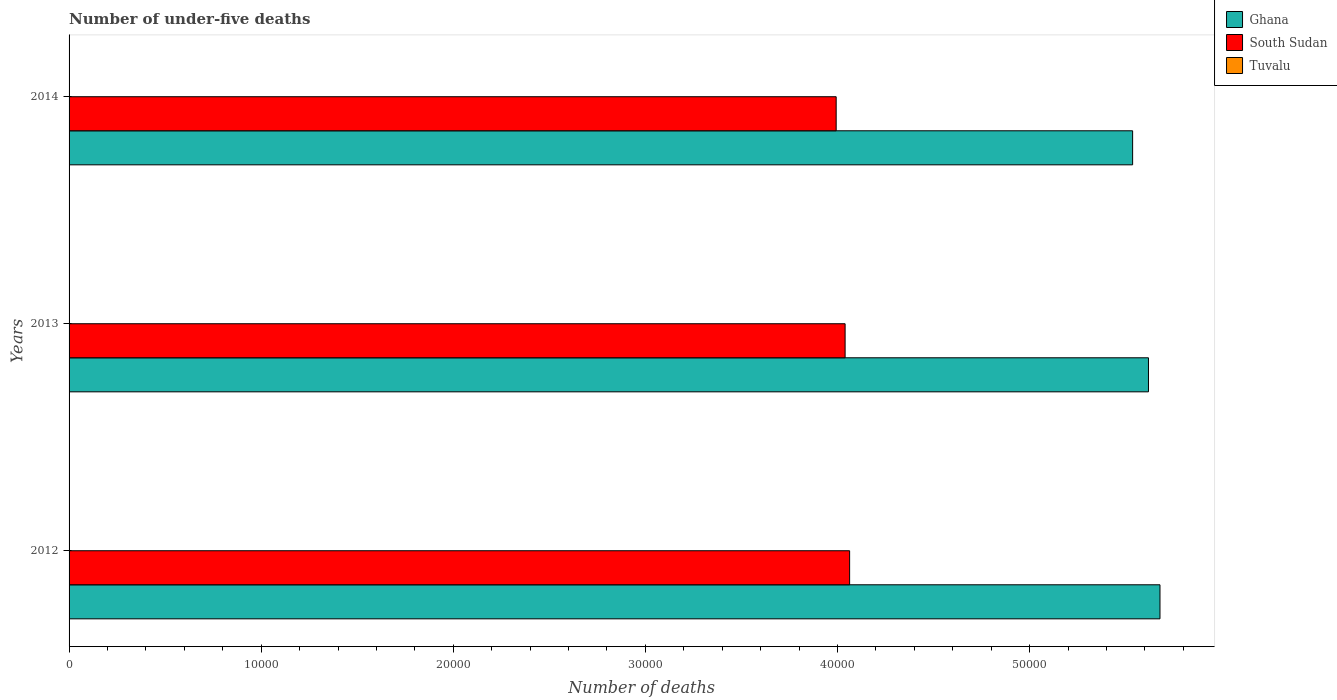 Number of under-five deaths
Ghana
South Sudan
Tuvalu
2014
2013
2012
Years
0
10000
20000
30000
40000
50000
Number of deaths